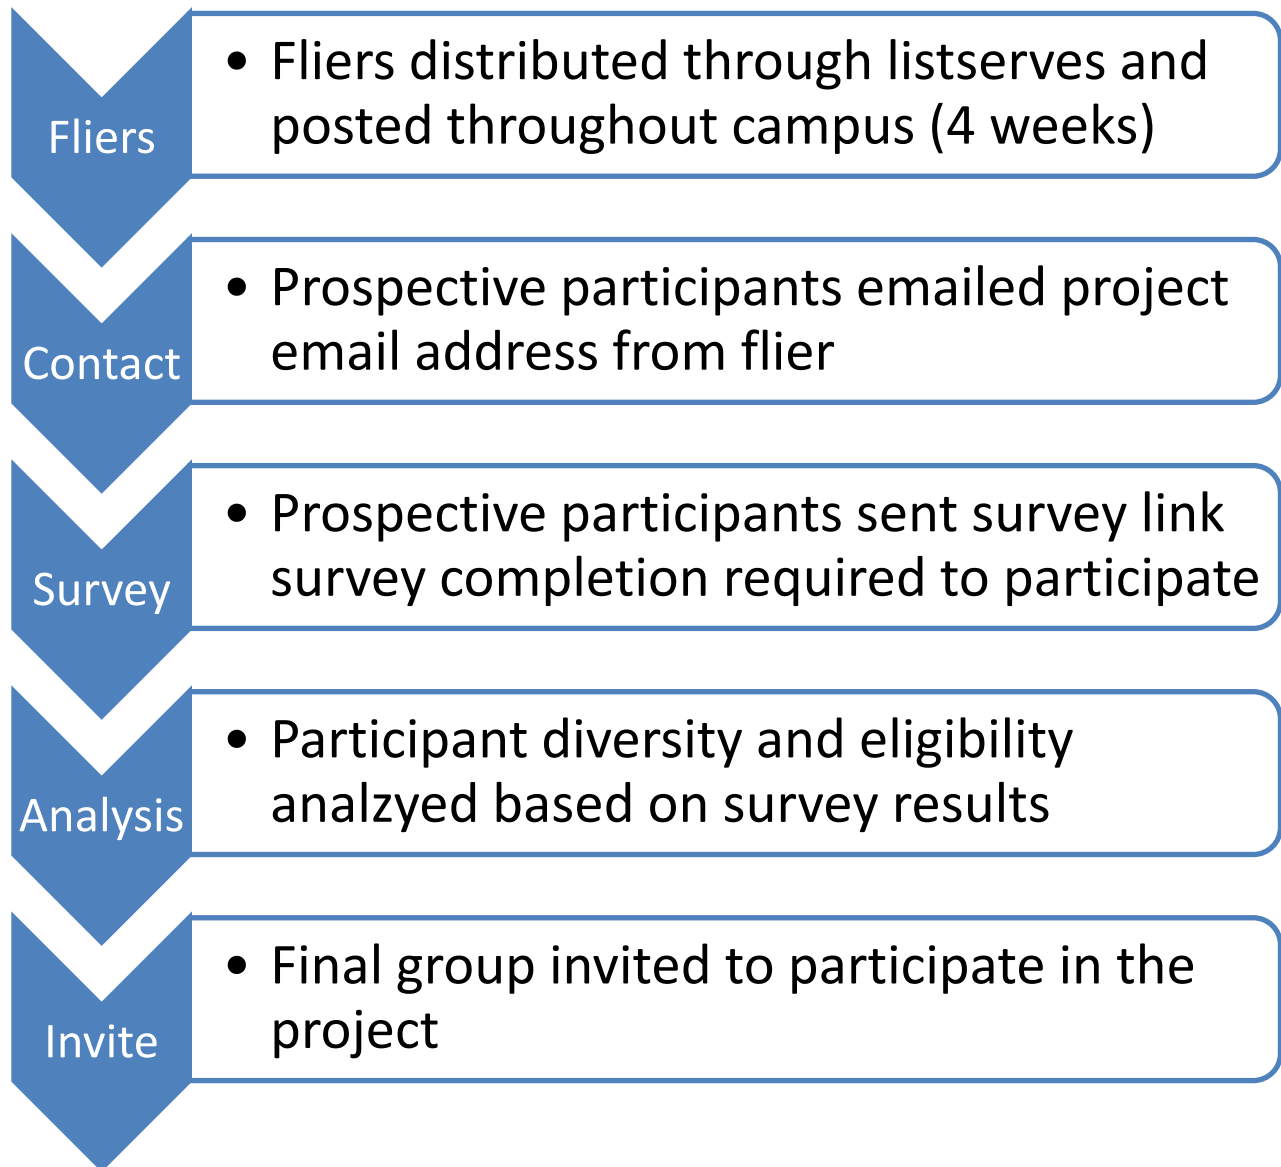 Fliers
• Fliers distributed through listserves and
posted throughout campus (4 weeks)
Contact
• Prospective participants emailed project
email address from flier
Survey
• Prospective participants sent survey link
survey completion required to participate
Analysis
• Participant diversity and eligibility
analzyed based on survey results
Invite
• Final group invited to participate in the
project